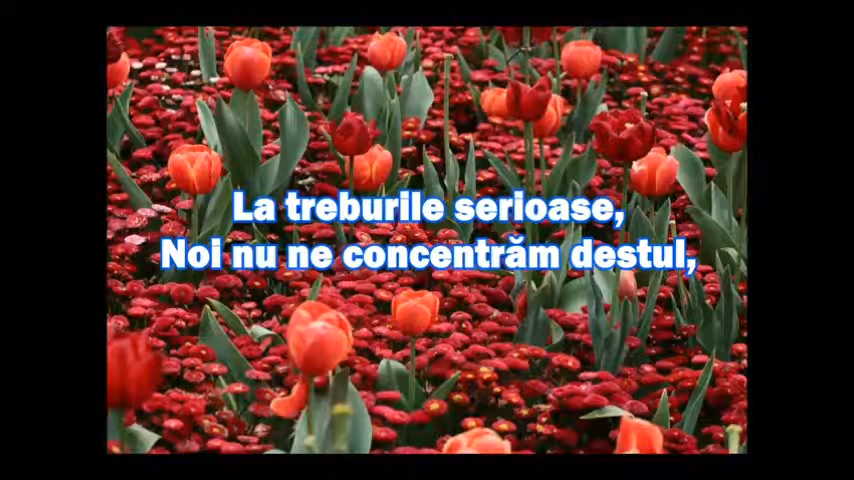 La treburile serioase,
Noi nu ne concentrăm destul,